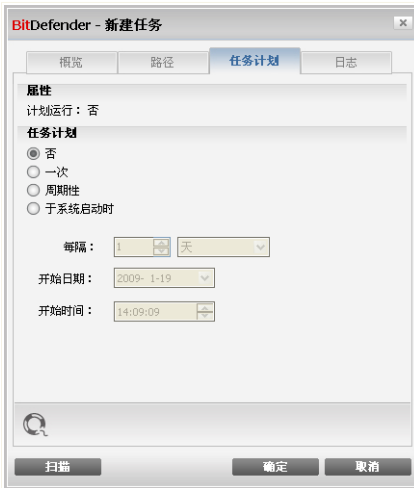 BitDefender - 新建任务
概览 路径 任务计划 日志
属性
计划运行：否
任务计划
否
一次
周期性
于系统启动时
每隔： 1 天
开始日期： 2009- 1-19
开始时间： 14:09:09
扫描 确定 取消